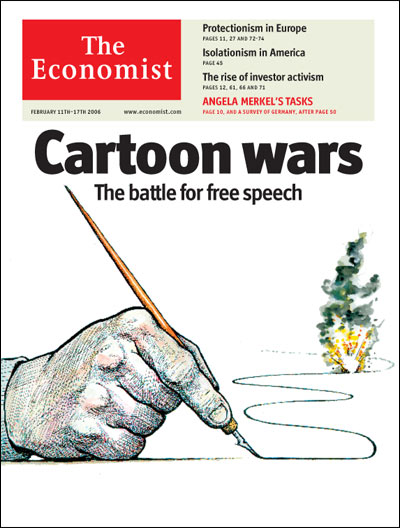 The
Economist
FEBRUARY 11TH–17TH 2006
www.economist.com
Protectionism in Europe
PAGES 11, 27 AND 72-74
Isolationism in America
PAGE 45
The rise of investor activism
PAGES 12, 61, 66 AND 71
ANGELA MERKEL'S TASKS
PAGE 10, AND A SURVEY OF GERMANY, AFTER PAGE 50
Cartoon wars
The battle for free speech